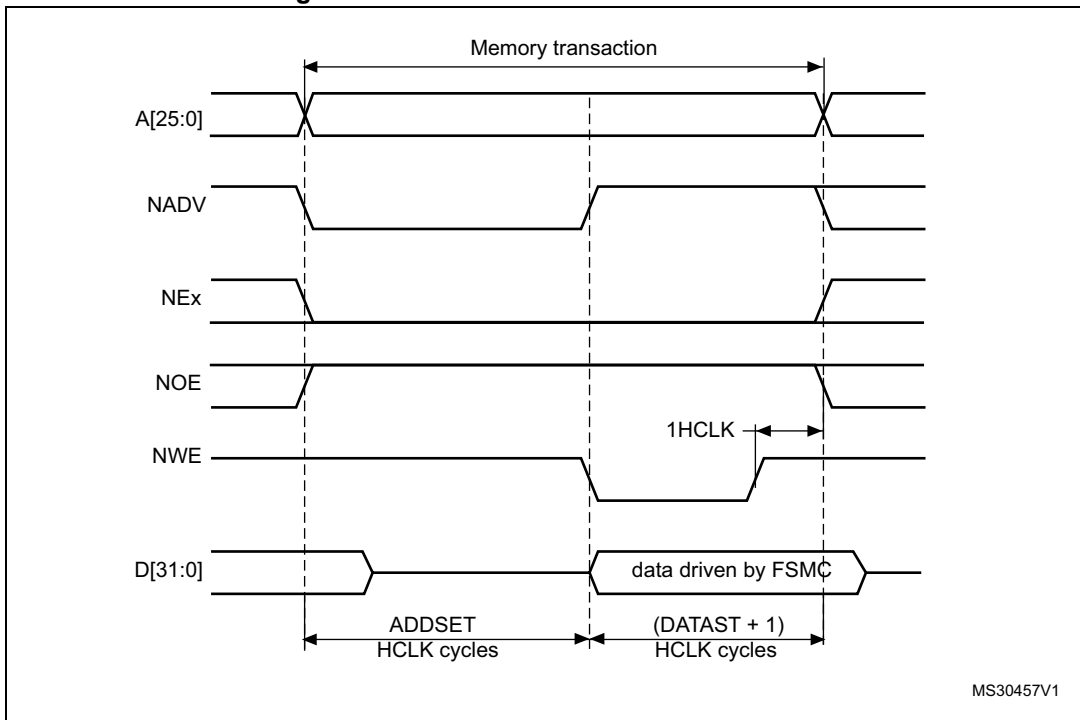 g
Memory transaction
A[25:0]
NADV
NEx
NOE
1HCLK
NWE
D[31:0]
data driven by FSMC
ADDSET
HCLK cycles
(DATAST + 1)
HCLK cycles
MS30457V1